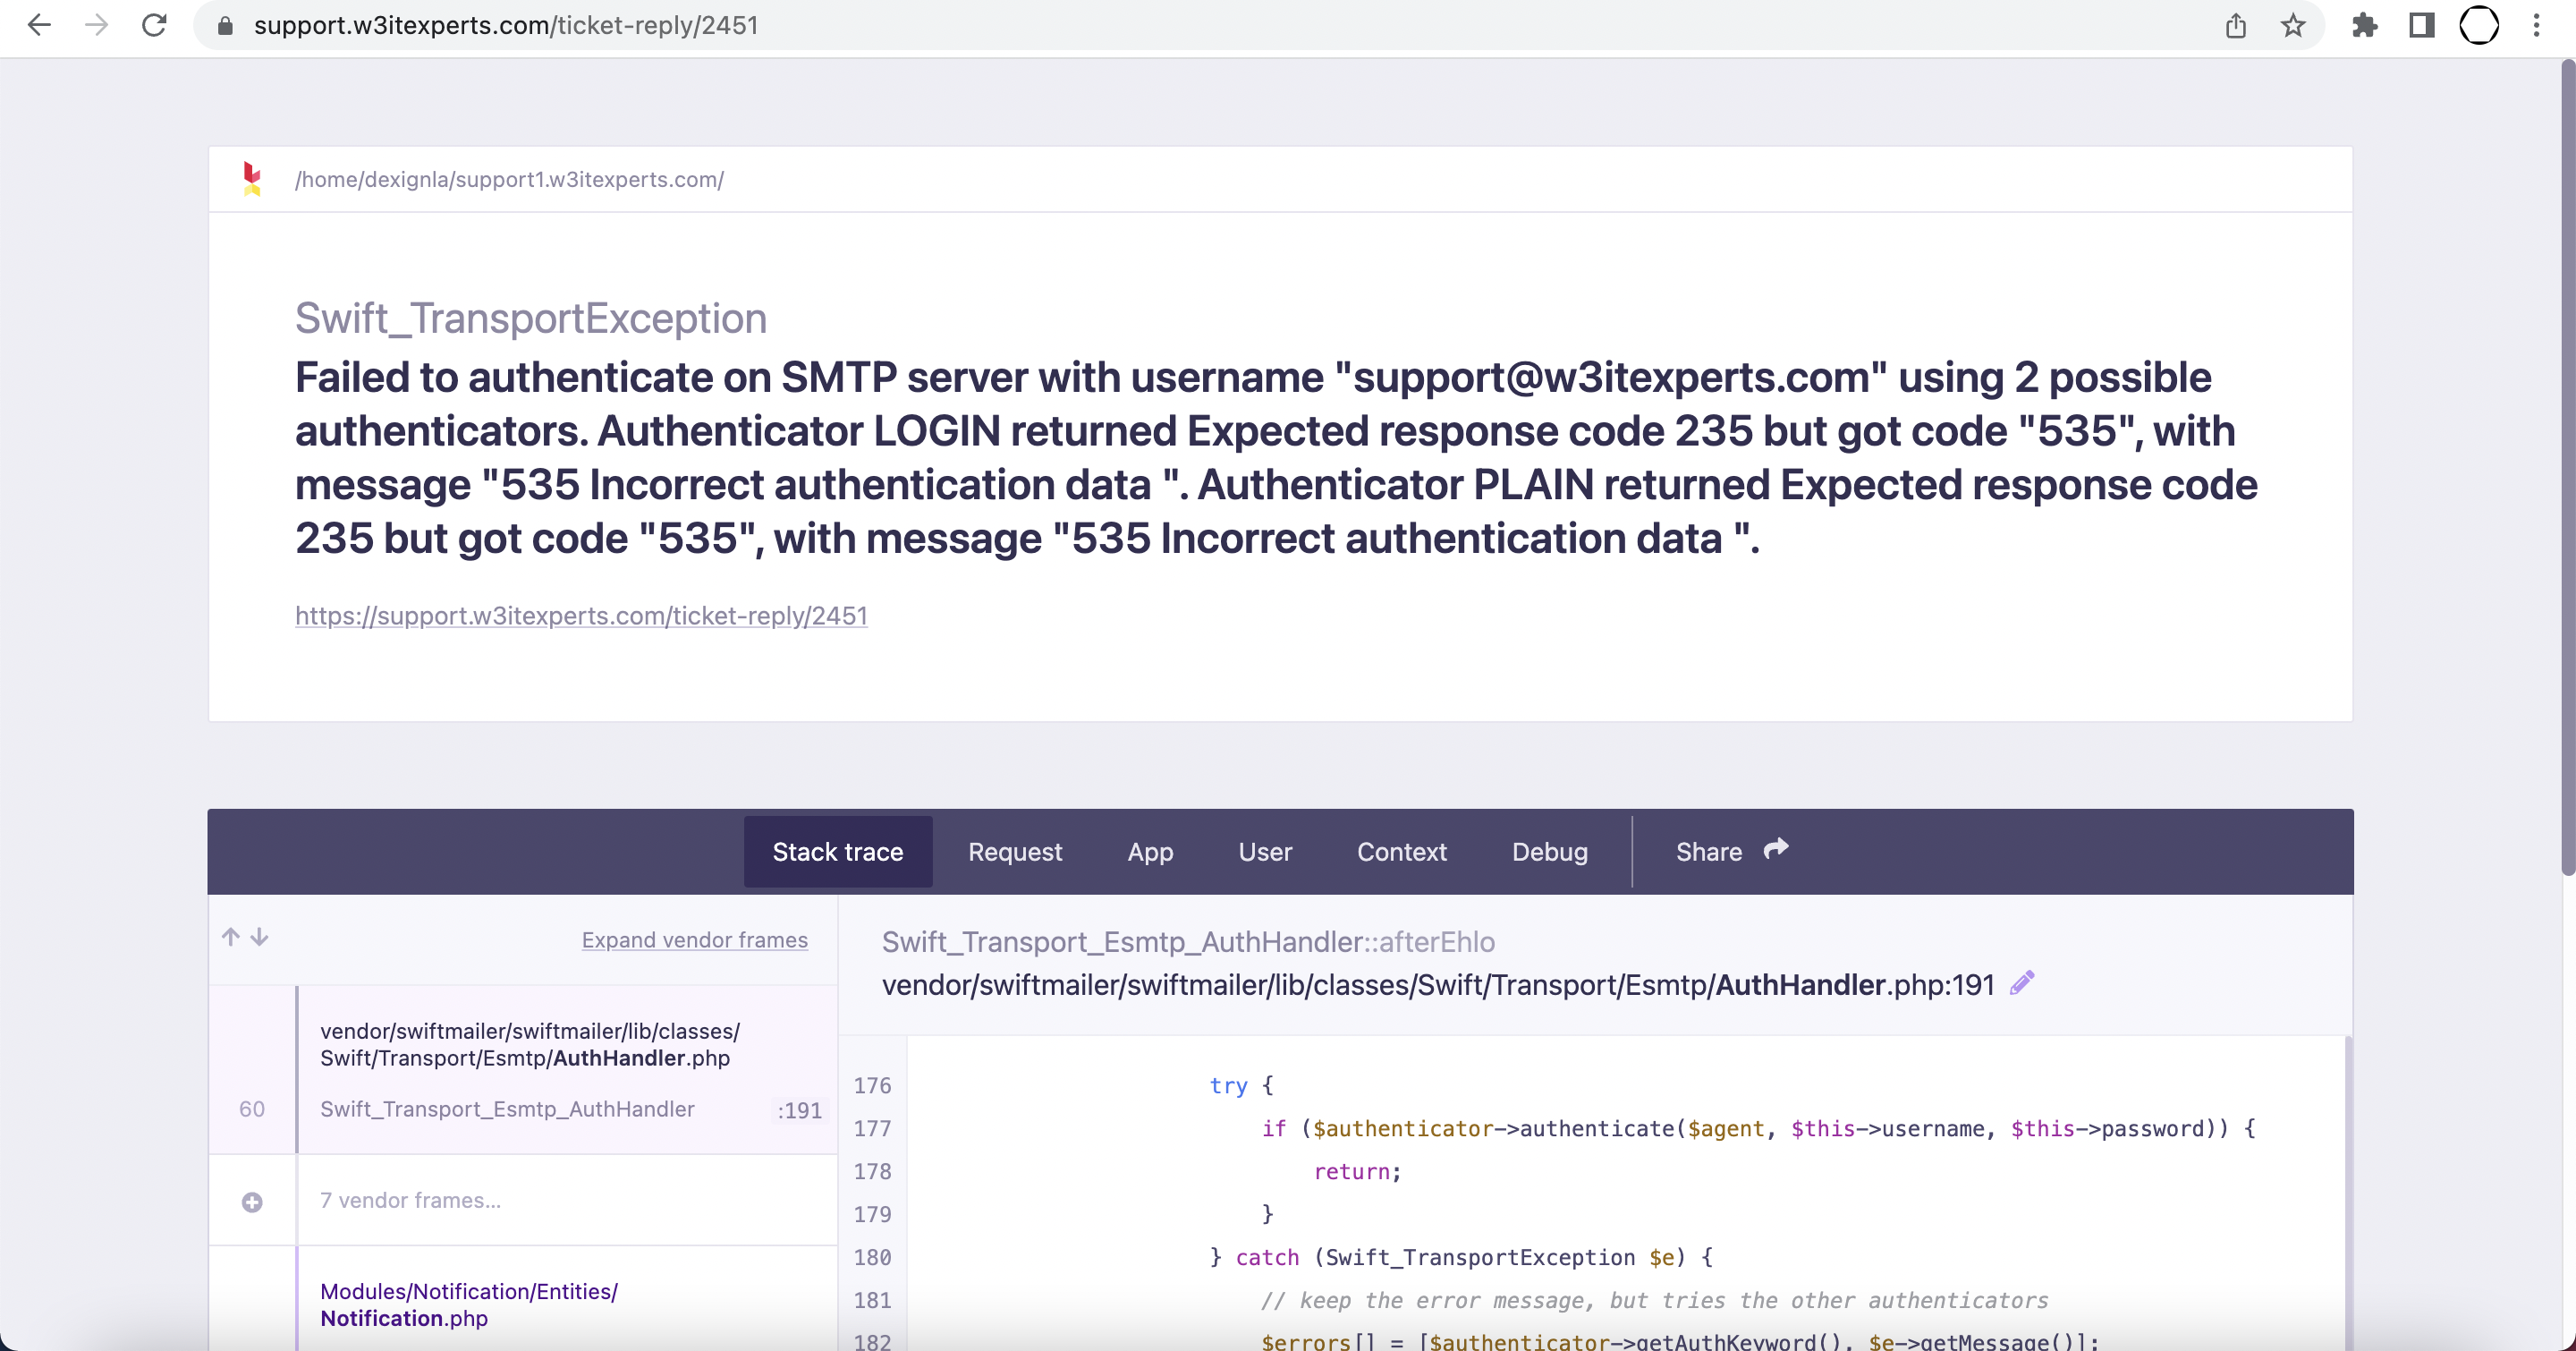 support.w3itexperts.com/ticket-reply/2451
/home/dexignla/support1.w3itexperts.com/
Swift_TransportException
Failed to authenticate on SMTP server with username "support@w3itexperts.com" using 2 possible
authenticators. Authenticator LOGIN returned Expected response code 235 but got code "535", with
message "535 Incorrect authentication data ". Authenticator PLAIN returned Expected response code
235 but got code "535", with message "535 Incorrect authentication data ".
https://support.w3itexperts.com/ticket-reply/2451
Stack trace Request App User Context Debug Share
Expand vendor frames
vendor/swiftmailer/swiftmailer/lib/classes/
Swift/Transport/Esmtp/AuthHandler.php
60 Swift_Transport_Esmtp_AuthHandler :191
7 vendor frames…
Modules/Notification/Entities/
Notification.php
Swift_Transport_Esmtp_AuthHandler::afterEhlo
vendor/swiftmailer/swiftmailer/lib/classes/Swift/Transport/Esmtp/AuthHandler.php:191
176 try {
177 if ($authenticator->authenticate($agent, $this->username, $this->password)) {
178 return;
179 }
180 } catch (Swift_TransportException $e) {
181 // keep the error message, but tries the other authenticators
182 $errors[] = [$authenticator->getAuthKeyword(), $e->getMessage()];